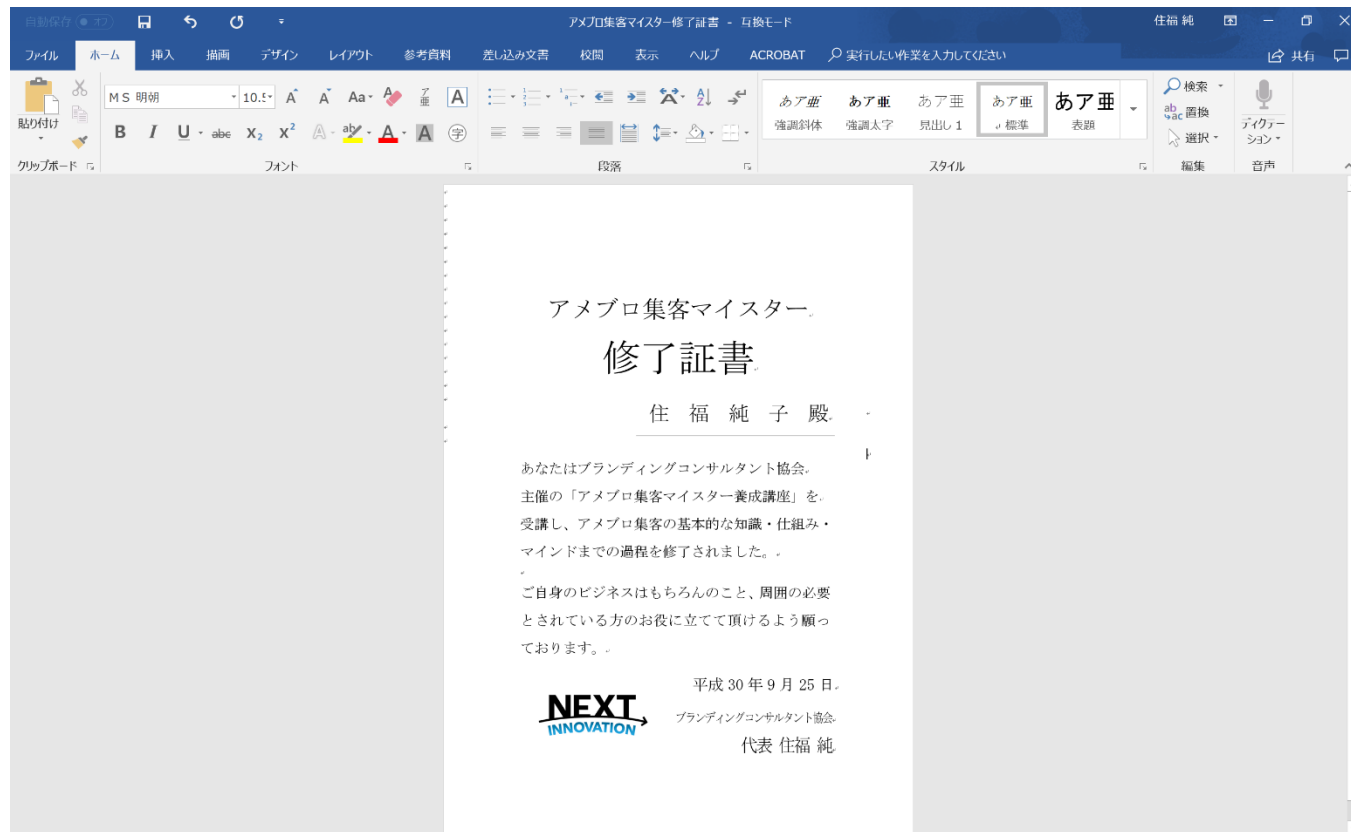 自動保存 オフ アメブロ集客マイスター修了証書 - 互換モード 住福 純
ファイル ホーム 挿入 描画 デザイン レイアウト 参考資料 差し込み文書 校閲 表示 ヘルプ ACROBAT 実行したい作業を入力してください 共有
貼り付け
MS 明朝 10.5 A A Aa ア亜 A
B I U abc X₂ X² A aby A A 字
あア亜 あア亜 あア亜 あア亜 あア亜
強調斜体 強調太字 見出し 1 標準 表題
検索
置換
選択
ディクテーション
クリップボード フォント 段落 スタイル 編集 音声
アメブロ集客マイスター
修了証書
住 福 純 子 殿
あなたはブランディングコンサルタント協会
主催の「アメブロ集客マイスター養成講座」を
受講し、アメブロ集客の基本的な知識・仕組み・
マインドまでの過程を修了されました。
ご自身のビジネスはもちろんのこと、周囲の必要
とされている方のお役に立てて頂けるよう願っ
ております。
平成 30 年 9 月 25 日
NEXT
INNOVATION
ブランディングコンサルタント協会
代表 住福 純